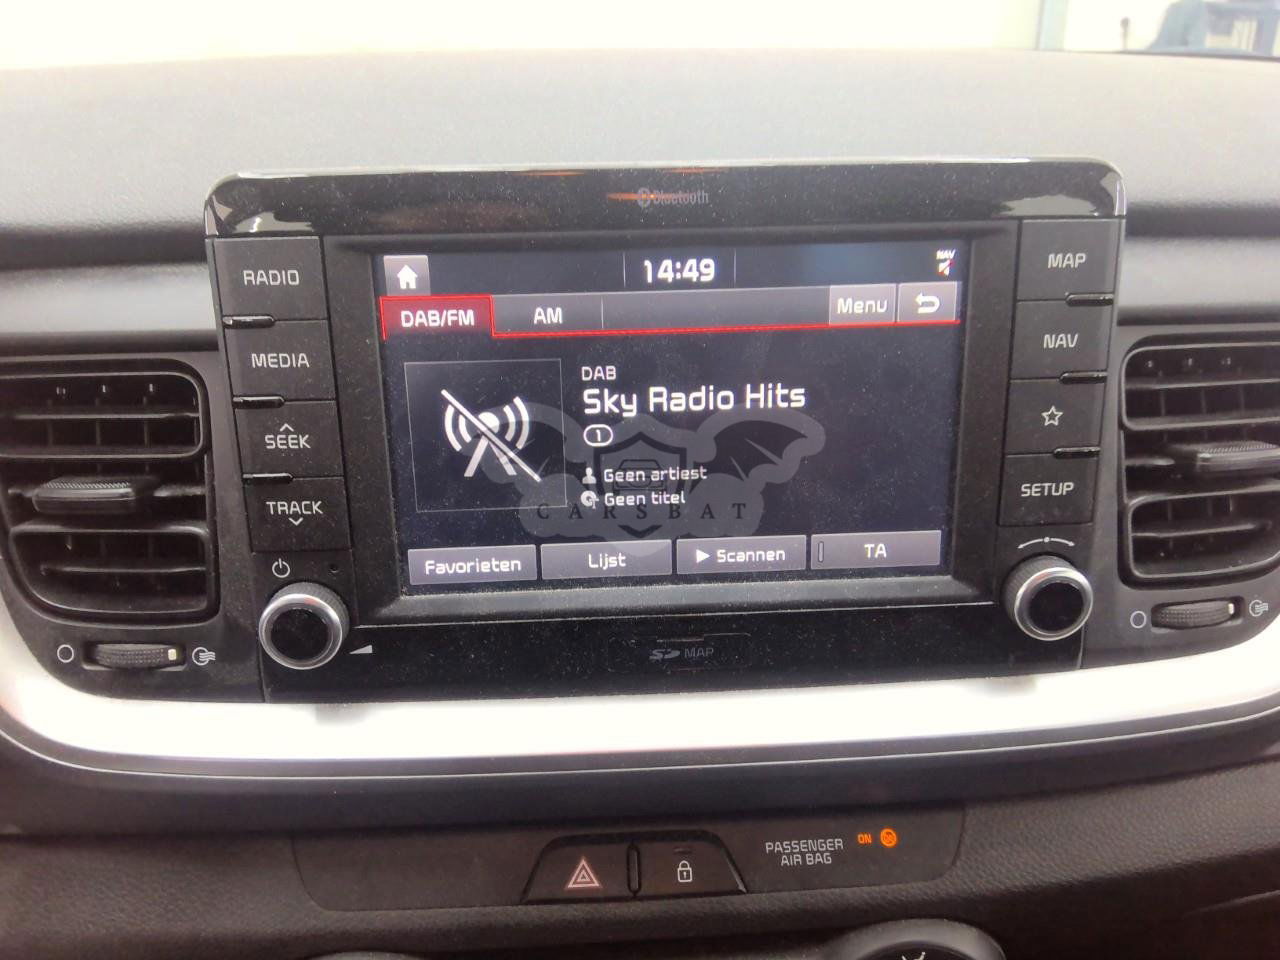 Bluetooth
RADIO
MEDIA
SEEK
TRACK
14:49
NAV
DAB/FM
AM
Menu
DAB
Sky Radio Hits
1
Geen artiest
Geen titel
CARSBAT
Favorieten
Lijst
Scannen
TA
MAP
NAV
SETUP
SD MAP
PASSENGER
AIR BAG
ON